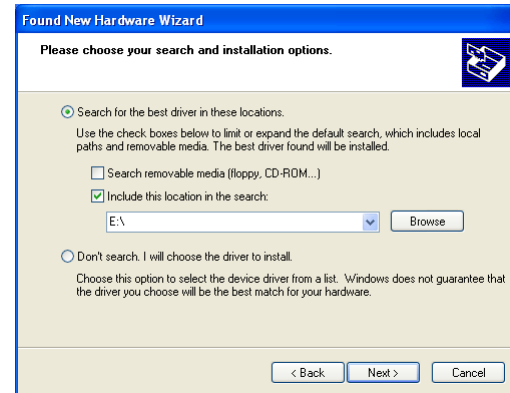 Found New Hardware Wizard
Please choose your search and installation options.
Search for the best driver in these locations.
Use the check boxes below to limit or expand the default search, which includes local
paths and removable media. The best driver found will be installed.
Search removable media (floppy, CD-ROM...)
Include this location in the search:
E:\
Browse
Don't search. I will choose the driver to install.
Choose this option to select the device driver from a list. Windows does not guarantee that
the driver you choose will be the best match for your hardware.
< Back Next > Cancel